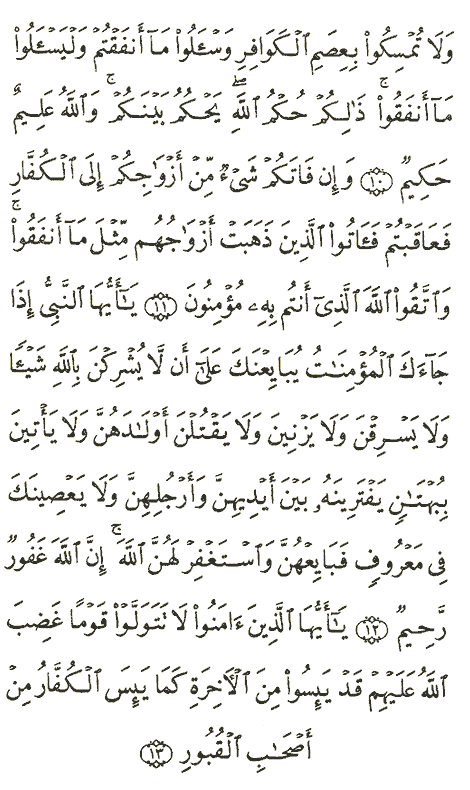 وَلَا تُمۡسِكُواْ بِعِصَمِ ٱلۡكَوَافِرِ وَسۡـَٔلُواْ مَآ أَنفَقۡتُمۡ وَلۡيَسۡـَٔلُواْ
مَآ أَنفَقُواْۚ ذَٰلِكُمۡ حُكۡمُ ٱللَّهِۖ يَحۡكُمُ بَيۡنَكُمۡۚ وَٱللَّهُ عَلِيمٌ
حَكِيمٞ ١٠ وَإِن فَاتَكُمۡ شَيۡءٞ مِّنۡ أَزۡوَٰجِكُمۡ إِلَى ٱلۡكُفَّارِ
فَعَاقَبۡتُمۡ فَـَٔاتُواْ ٱلَّذِينَ ذَهَبَتۡ أَزۡوَٰجُهُم مِّثۡلَ مَآ أَنفَقُواْۚ
وَٱتَّقُواْ ٱللَّهَ ٱلَّذِيٓ أَنتُم بِهِۦ مُؤۡمِنُونَ ١١ يَـٰٓأَيُّهَا ٱلنَّبِيُّ إِذَا
جَآءَكَ ٱلۡمُؤۡمِنَٰتُ يُبَايِعۡنَكَ عَلَىٰٓ أَن لَّا يُشۡرِكۡنَ بِٱللَّهِ شَيۡـٔٗا
وَلَا يَسۡرِقۡنَ وَلَا يَزۡنِينَ وَلَا يَقۡتُلۡنَ أَوۡلَٰدَهُنَّ وَلَا يَأۡتِينَ
بِبُهۡتَٰنٖ يَفۡتَرِينَهُۥ بَيۡنَ أَيۡدِيهِنَّ وَأَرۡجُلِهِنَّ وَلَا يَعۡصِينَكَ
فِي مَعۡرُوفٖ فَبَايِعۡهُنَّ وَٱسۡتَغۡفِرۡ لَهُنَّ ٱللَّهَۚ إِنَّ ٱللَّهَ غَفُورٞ
رَّحِيمٞ ١٢ يَـٰٓأَيُّهَا ٱلَّذِينَ ءَامَنُواْ لَا تَتَوَلَّوۡاْ قَوۡمًا غَضِبَ
ٱللَّهُ عَلَيۡهِمۡ قَدۡ يَئِسُواْ مِنَ ٱلۡأٓخِرَةِ كَمَا يَئِسَ ٱلۡكُفَّارُ مِنۡ
أَصۡحَٰبِ ٱلۡقُبُورِ ١٣